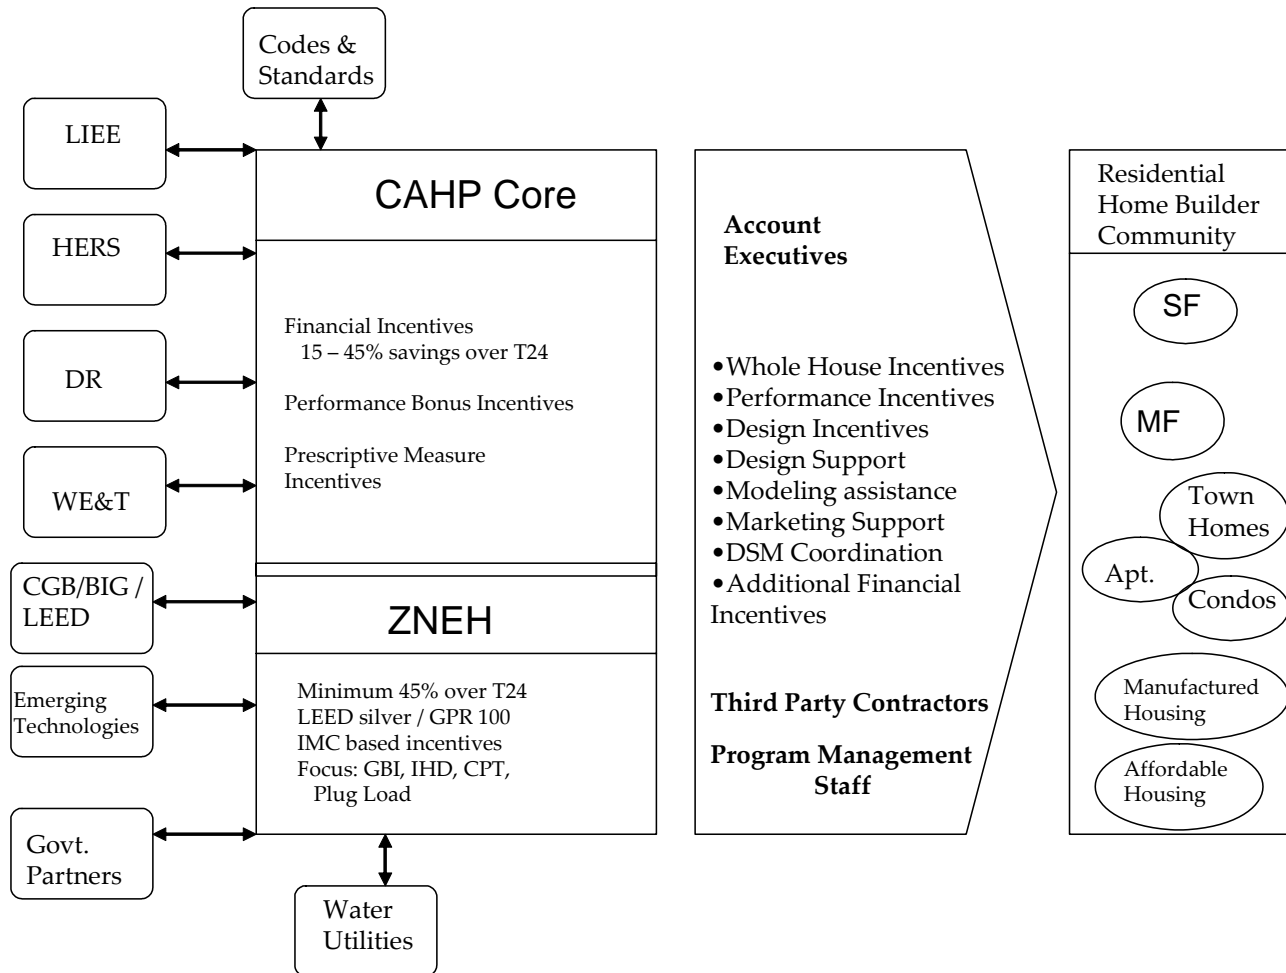 Codes &
Standards
LIEE
HERS
DR
WE&T
CGB/BIG /
LEED
Emerging
Technologies
Govt.
Partners
CAHP Core
Financial Incentives
15 – 45% savings over T24
Performance Bonus Incentives
Prescriptive Measure
Incentives
ZNEH
Minimum 45% over T24
LEED silver / GPR 100
IMC based incentives
Focus: GBI, IHD, CPT,
Plug Load
Water
Utilities
Account
Executives
•Whole House Incentives
•Performance Incentives
•Design Incentives
•Design Support
•Modeling assistance
•Marketing Support
•DSM Coordination
•Additional Financial
Incentives
Third Party Contractors
Program Management
Staff
Residential
Home Builder
Community
SF
MF
Town
Homes
Apt.
Condos
Manufactured
Housing
Affordable
Housing